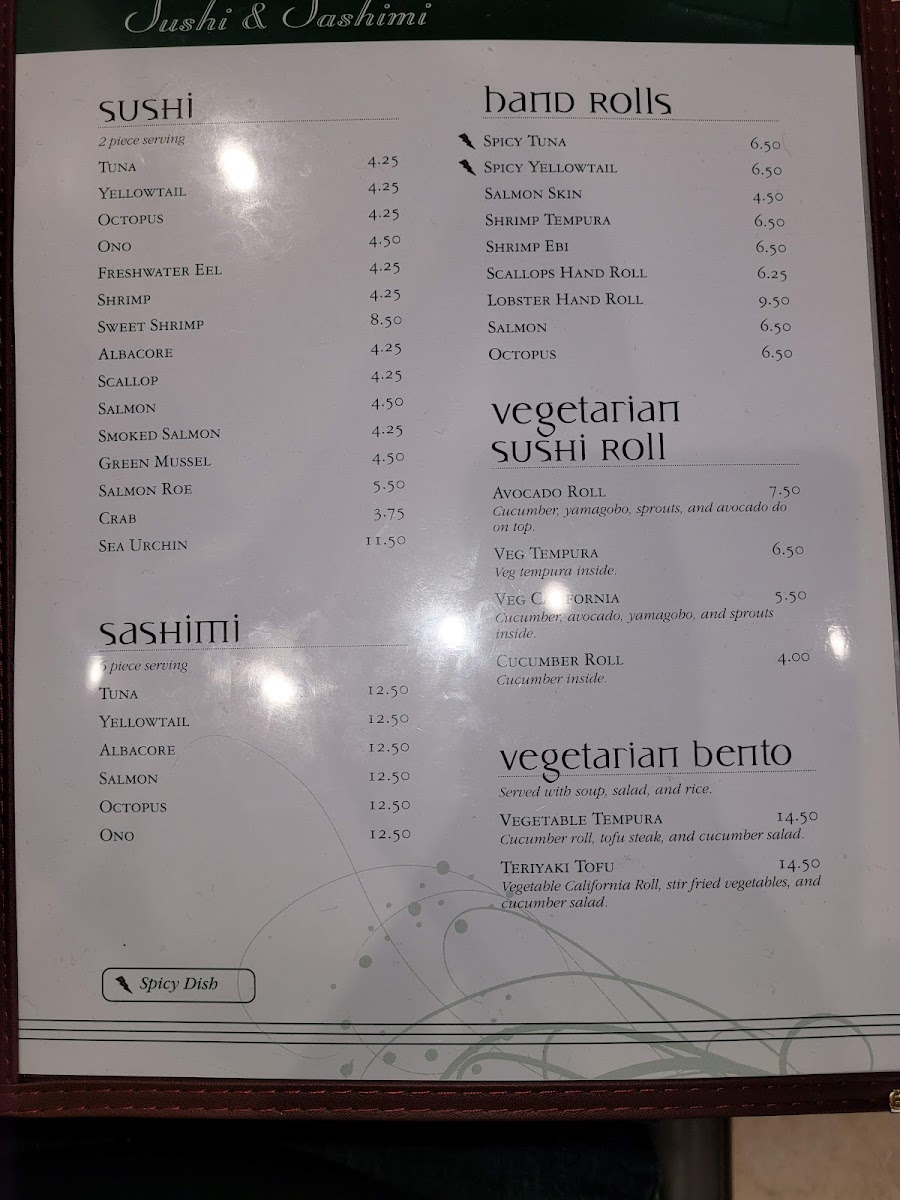 Sushi & Sashimi
SUSHI
2 piece serving
TUNA 4.25
YELLOWTAIL 4.25
OCTOPUS 4.25
ONO 4.50
FRESHWATER EEL 4.25
SHRIMP 4.25
SWEET SHRIMP 8.50
ALBACORE 4.25
SCALLOP 4.25
SALMON 4.50
SMOKED SALMON 4.25
GREEN MUSSEL 4.50
SALMON ROE 5.50
CRAB 3.75
SEA URCHIN 11.50
SASHIMI
piece serving
TUNA 12.50
YELLOWTAIL 12.50
ALBACORE 12.50
SALMON 12.50
OCTOPUS 12.50
ONO 12.50
Spicy Dish
HAND ROLLS
SPICY TUNA 6.50
SPICY YELLOWTAIL 6.50
SALMON SKIN 4.50
SHRIMP TEMPURA 6.50
SHRIMP EBI 6.50
SCALLOPS HAND ROLL 6.25
LOBSTER HAND ROLL 9.50
SALMON 6.50
OCTOPUS 6.50
VEGETARIAN
SUSHI ROLL
AVOCADO ROLL 7.50
Cucumber, yamagobo, sprouts, and avocado do
on top.
VEG TEMPURA 6.50
Veg tempura inside.
VEG CALIFORNIA 5.50
Cucumber, avocado, yamagobo, and sprouts
inside.
CUCUMBER ROLL 4.00
Cucumber inside.
VEGETARIAN BENTO
Served with soup, salad, and rice.
VEGETABLE TEMPURA 14.50
Cucumber roll, tofu steak, and cucumber salad.
TERIYAKI TOFU 14.50
Vegetable California Roll, stir fried vegetables, and
cucumber salad.